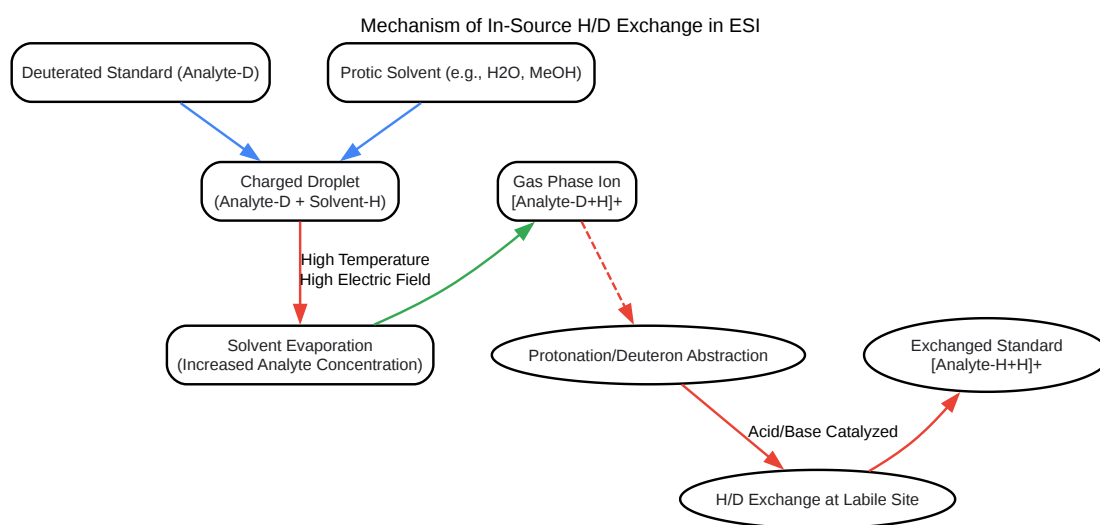 Mechanism of In-Source H/D Exchange in ESI
Deuterated Standard (Analyte-D)
Protic Solvent (e.g., H2O, MeOH)
Charged Droplet
(Analyte-D + Solvent-H)
Gas Phase Ion
[Analyte-D+H]+
High Temperature
High Electric Field
Solvent Evaporation
(Increased Analyte Concentration)
Protonation/Deuteron Abstraction
Exchanged Standard
[Analyte-H+H]+
Acid/Base Catalyzed
H/D Exchange at Labile Site